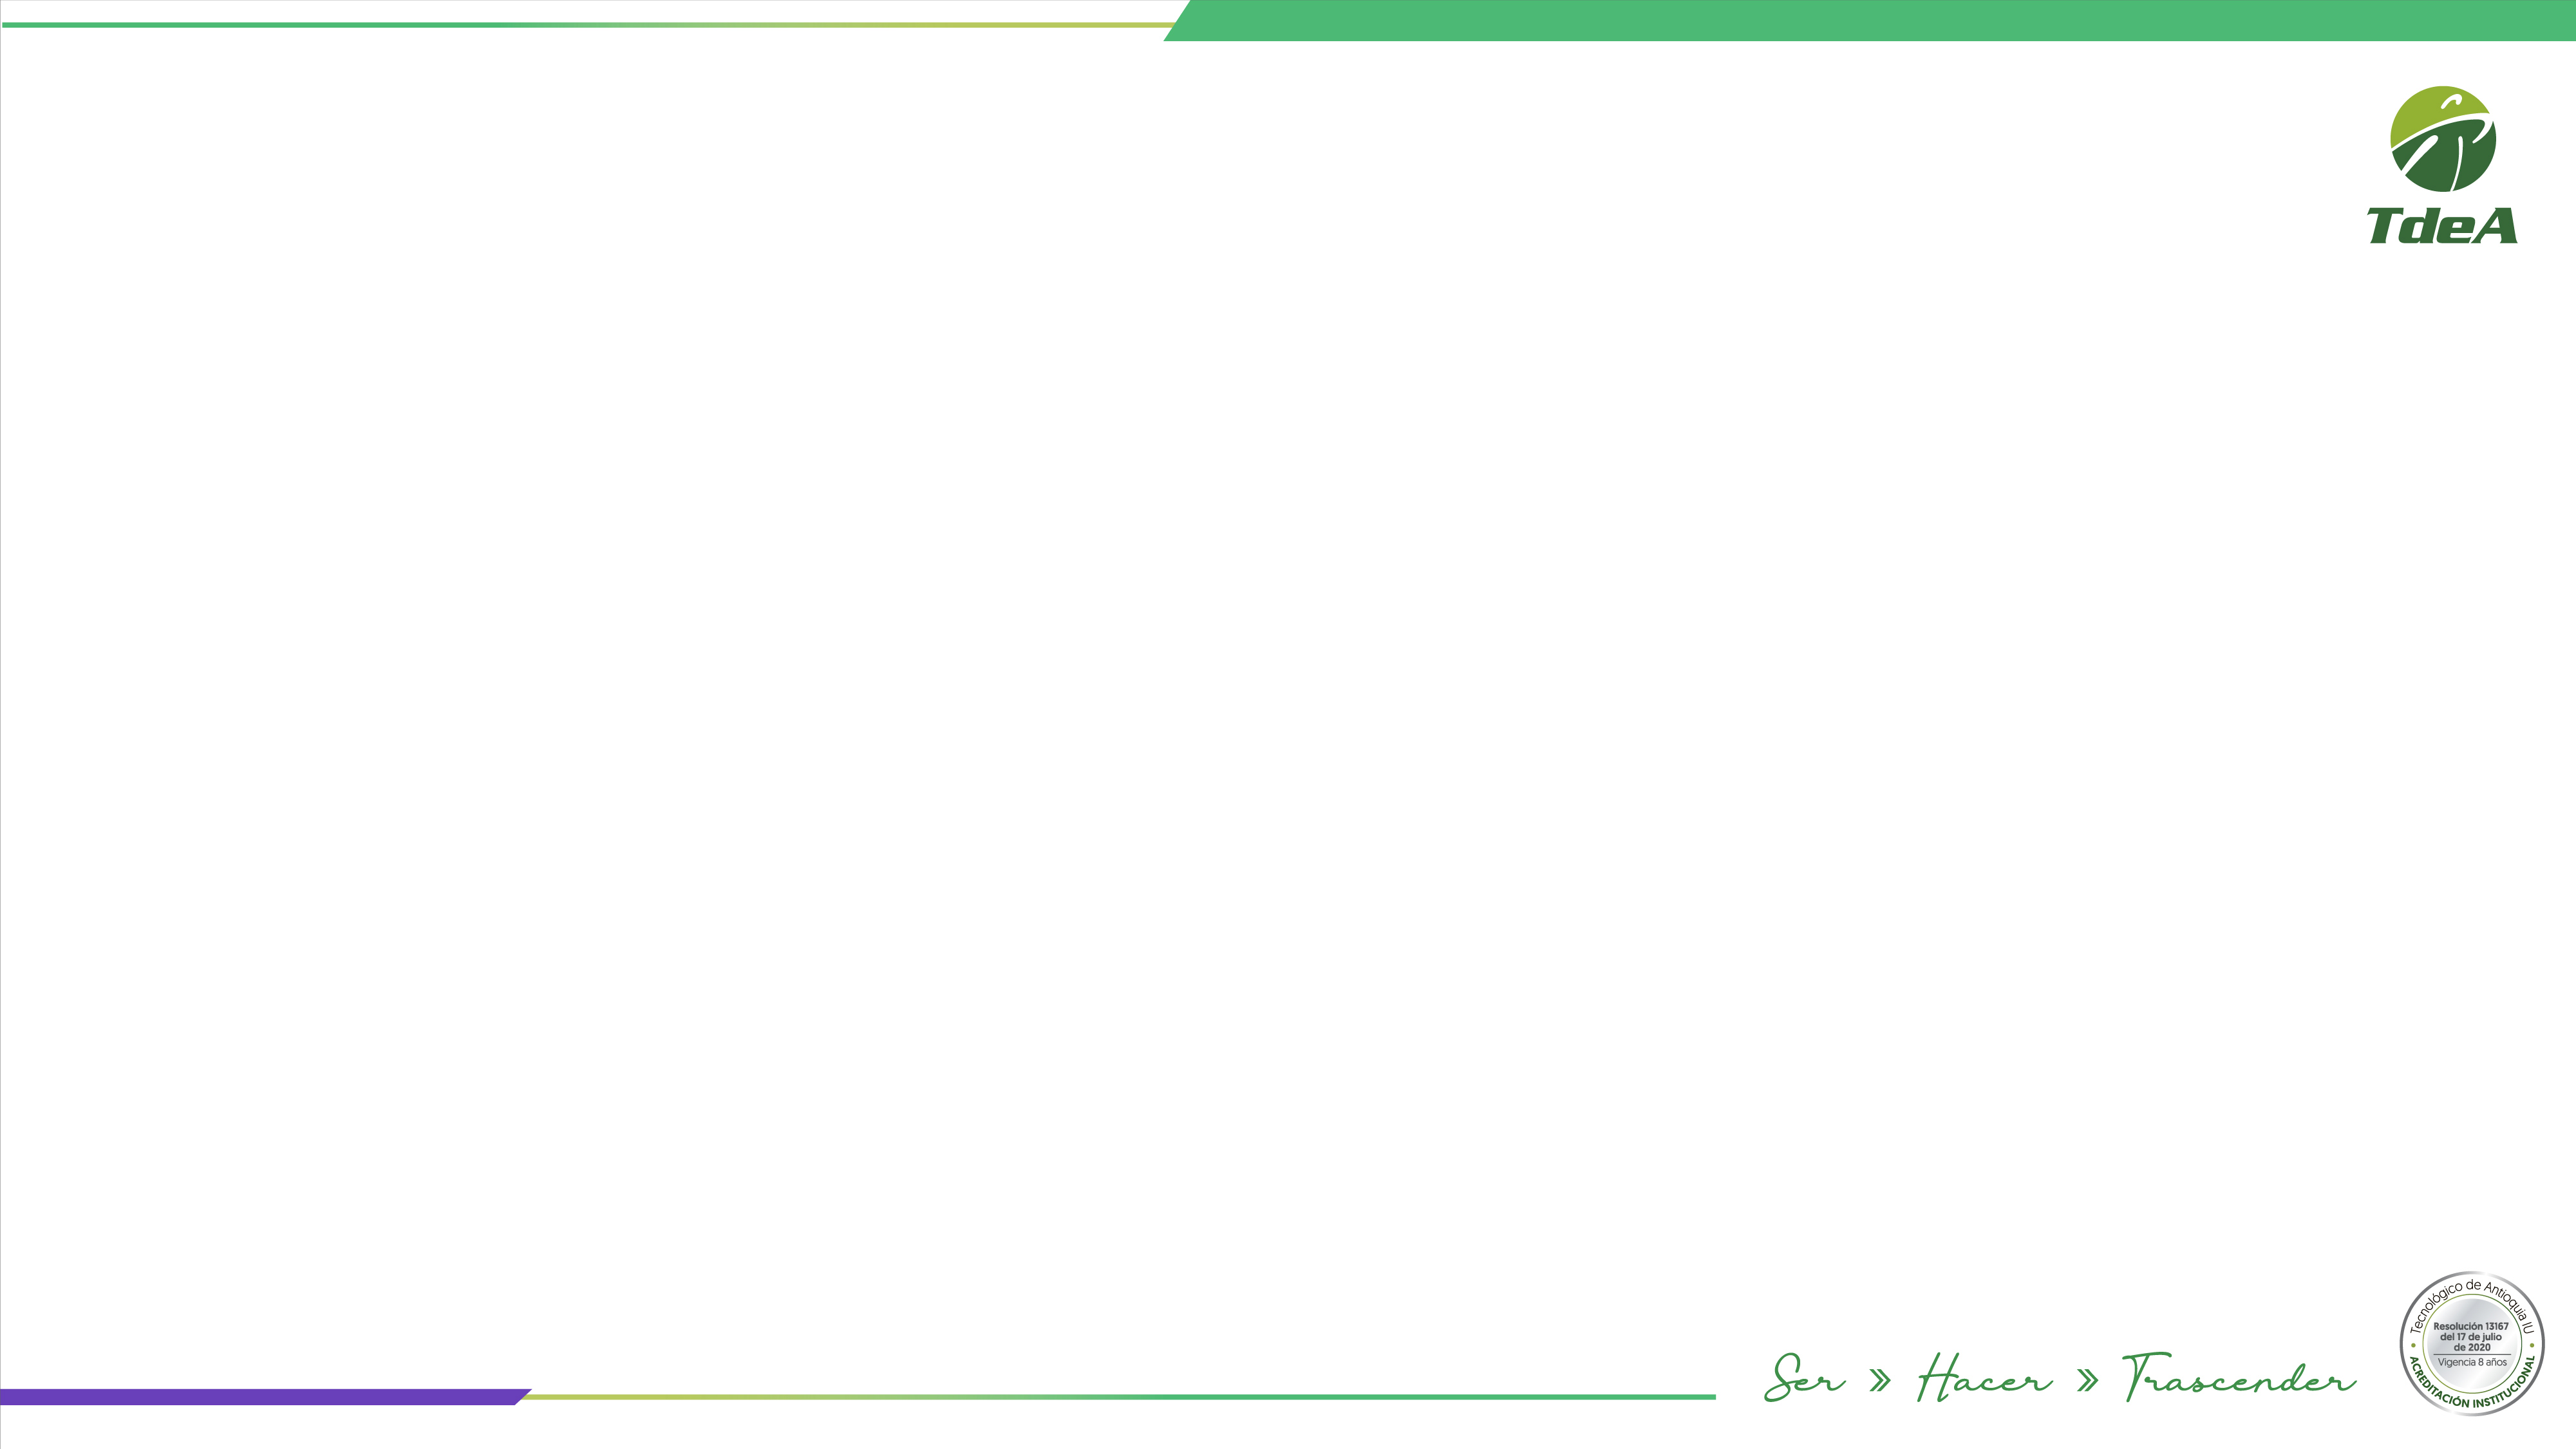 TdeA
Ser » Hacer » Trascender
Tecnológico de Antioquia IU
Resolución 13167
del 17 de julio
de 2020
Vigencia 8 años
• ACREDITACIÓN INSTITUCIONAL •